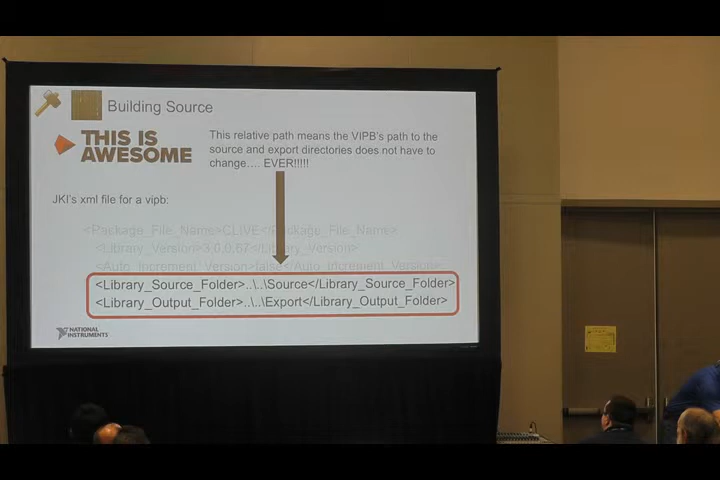 Building Source
THIS IS
AWESOME
This relative path means the VIPB's path to the
source and export directories does not have to
change.... EVER!!!!!
JKI's xml file for a vipb:
<Package_File_Name>CLIVE</Package_File_Name>
<Library_Version>3.0.0.67</Library_Version>
<Auto_Increment_Version>false</Auto_Increment_Version>
<Library_Source_Folder>..\..\Source</Library_Source_Folder>
<Library_Output_Folder>..\..\Export</Library_Output_Folder>
NATIONAL
INSTRUMENTS